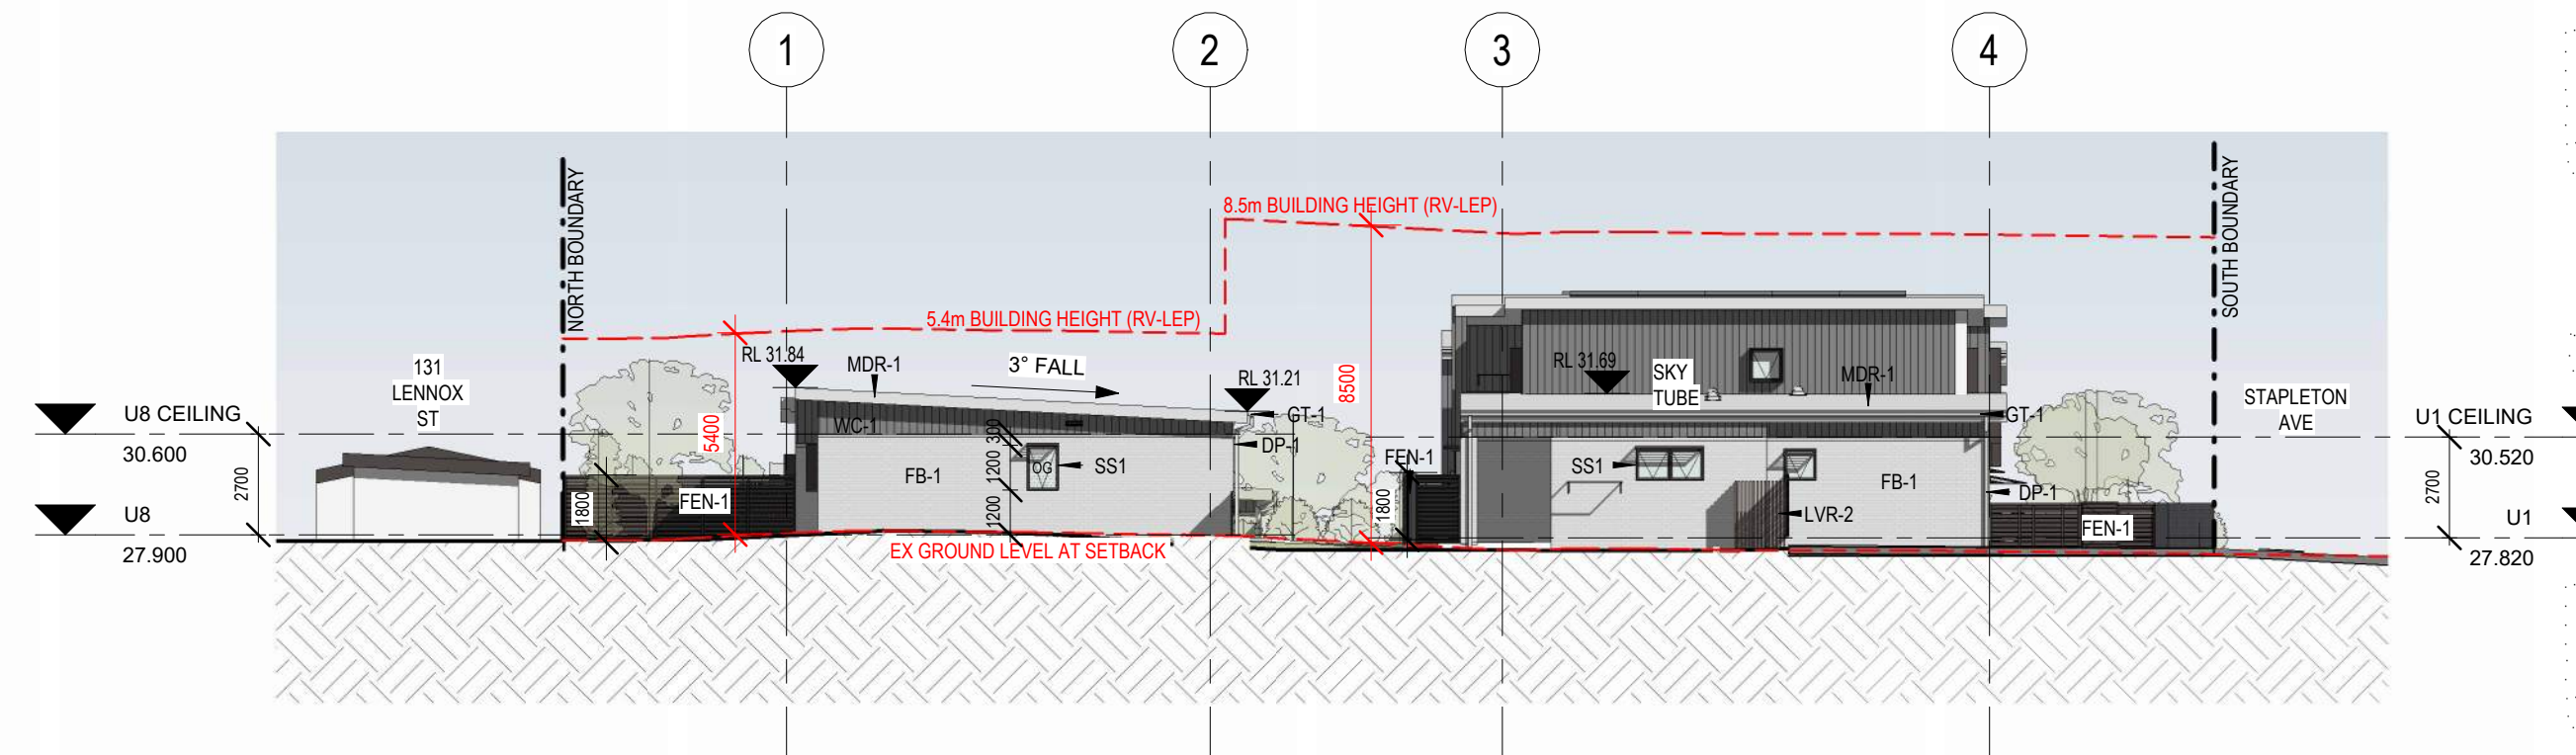 1
2
3
4
NORTH BOUNDARY
SOUTH BOUNDARY
8.5m BUILDING HEIGHT (RV-LEP)
5.4m BUILDING HEIGHT (RV-LEP)
RL 31.84
MDR-1
3° FALL
RL 31.21
8500
RL 31.69
SKY
TUBE
MDR-1
131
LENNOX
ST
STAPLETON
AVE
U8 CEILING
30.600
2700
U8
27.900
5400
1800
FEN-1
WC-1
FB-1
300
1200
1200
OG
SS1
GT-1
DP-1
FEN-1
1800
SS1
LVR-2
FB-1
GT-1
DP-1
FEN-1
U1 CEILING
30.520
2700
U1
27.820
EX GROUND LEVEL AT SETBACK